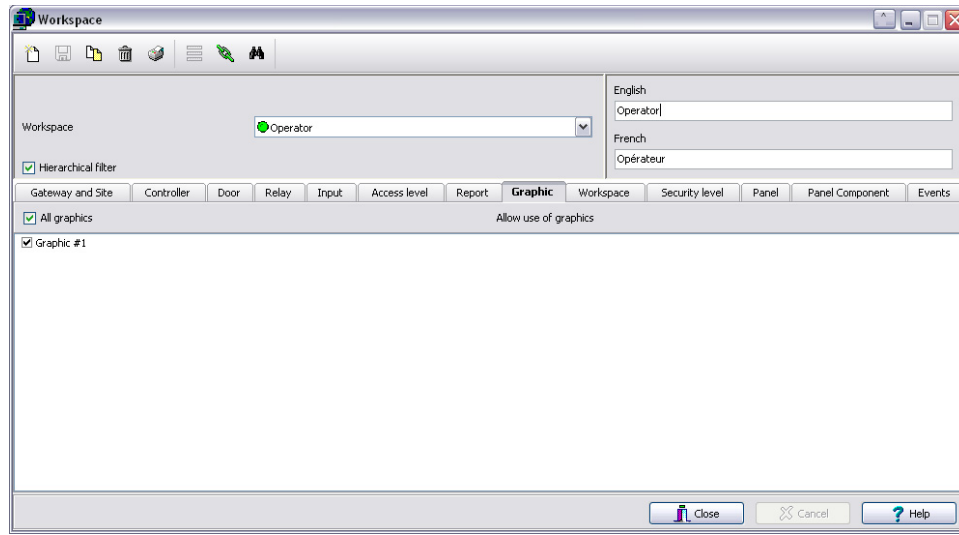 Workspace
English
Operator
Workspace
Operator
French
Opérateur
Hierarchical filter
Gateway and Site Controller Door Relay Input Access level Report Graphic Workspace Security level Panel Panel Component Events
All graphics Allow use of graphics
Graphic #1
Close Cancel ? Help